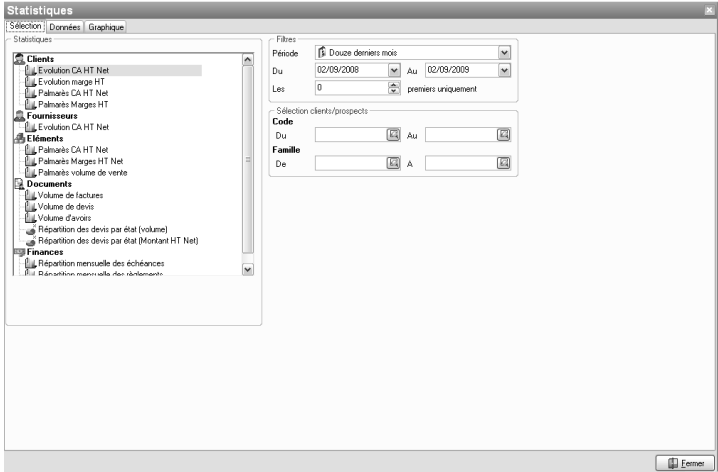 Statistiques
Sélection Données Graphique
Statistiques
Clients
Evolution CA HT Net
Evolution marge HT
Palmarès CA HT Net
Palmarès Marges HT
Fournisseurs
Evolution CA HT Net
Eléments
Palmarès CA HT Net
Palmarès Marges HT Net
Palmarès volume de vente
Documents
Volume de factures
Volume de devis
Volume d'avoirs
Répartition des devis par état (volume)
Répartition des devis par état (Montant HT Net)
Finances
Répartition mensuelle des échéances
Répartition mensuelle des règlements
Filtres
Période Douze derniers mois
Du 02/09/2008 Au 02/09/2009
Les 0 premiers uniquement
Sélection clients/prospects
Code
Du Au
Famille
De A
Fermer